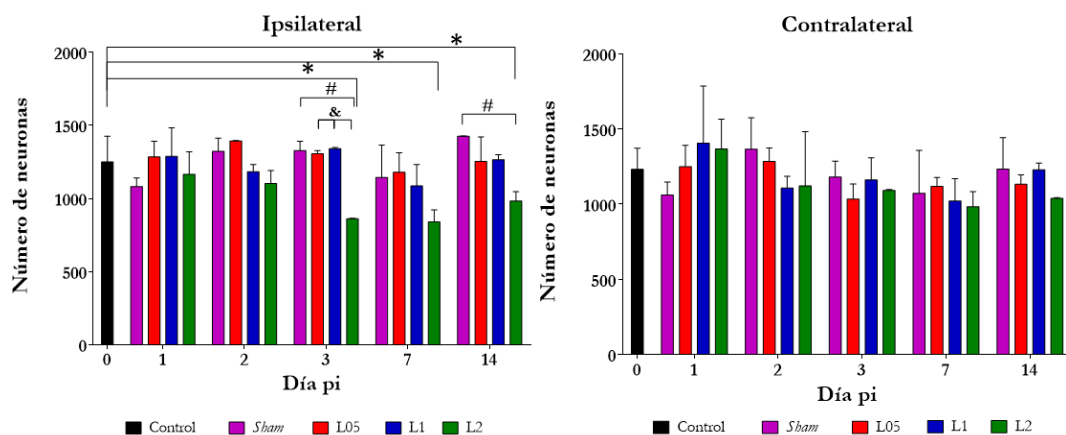 Ipsilateral
Número de neuronas
2000
1500
1000
500
0
*
*
*
#
&
#
0 1 2 3 7 14
Día pi
Control Sham L05 L1 L2
Contralateral
Número de neuronas
2000
1500
1000
500
0
0 1 2 3 7 14
Día pi
Control Sham L05 L1 L2